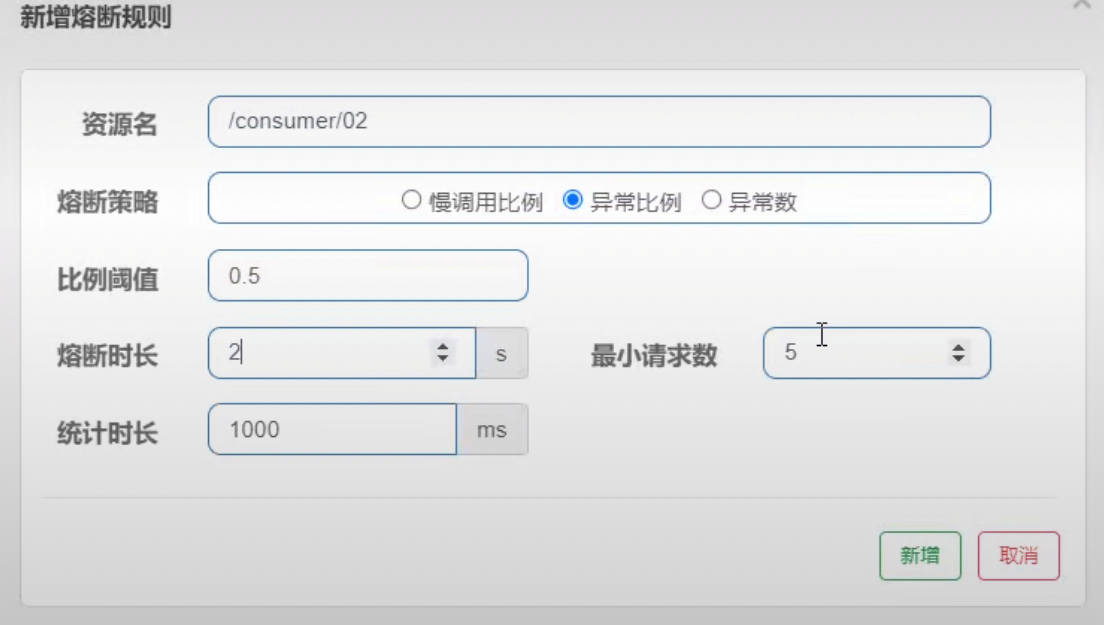 新增熔断规则
资源名 /consumer/02
熔断策略 慢调用比例 异常比例 异常数
比例阈值 0.5
熔断时长 2 s 最小请求数 5
统计时长 1000 ms
新增 取消